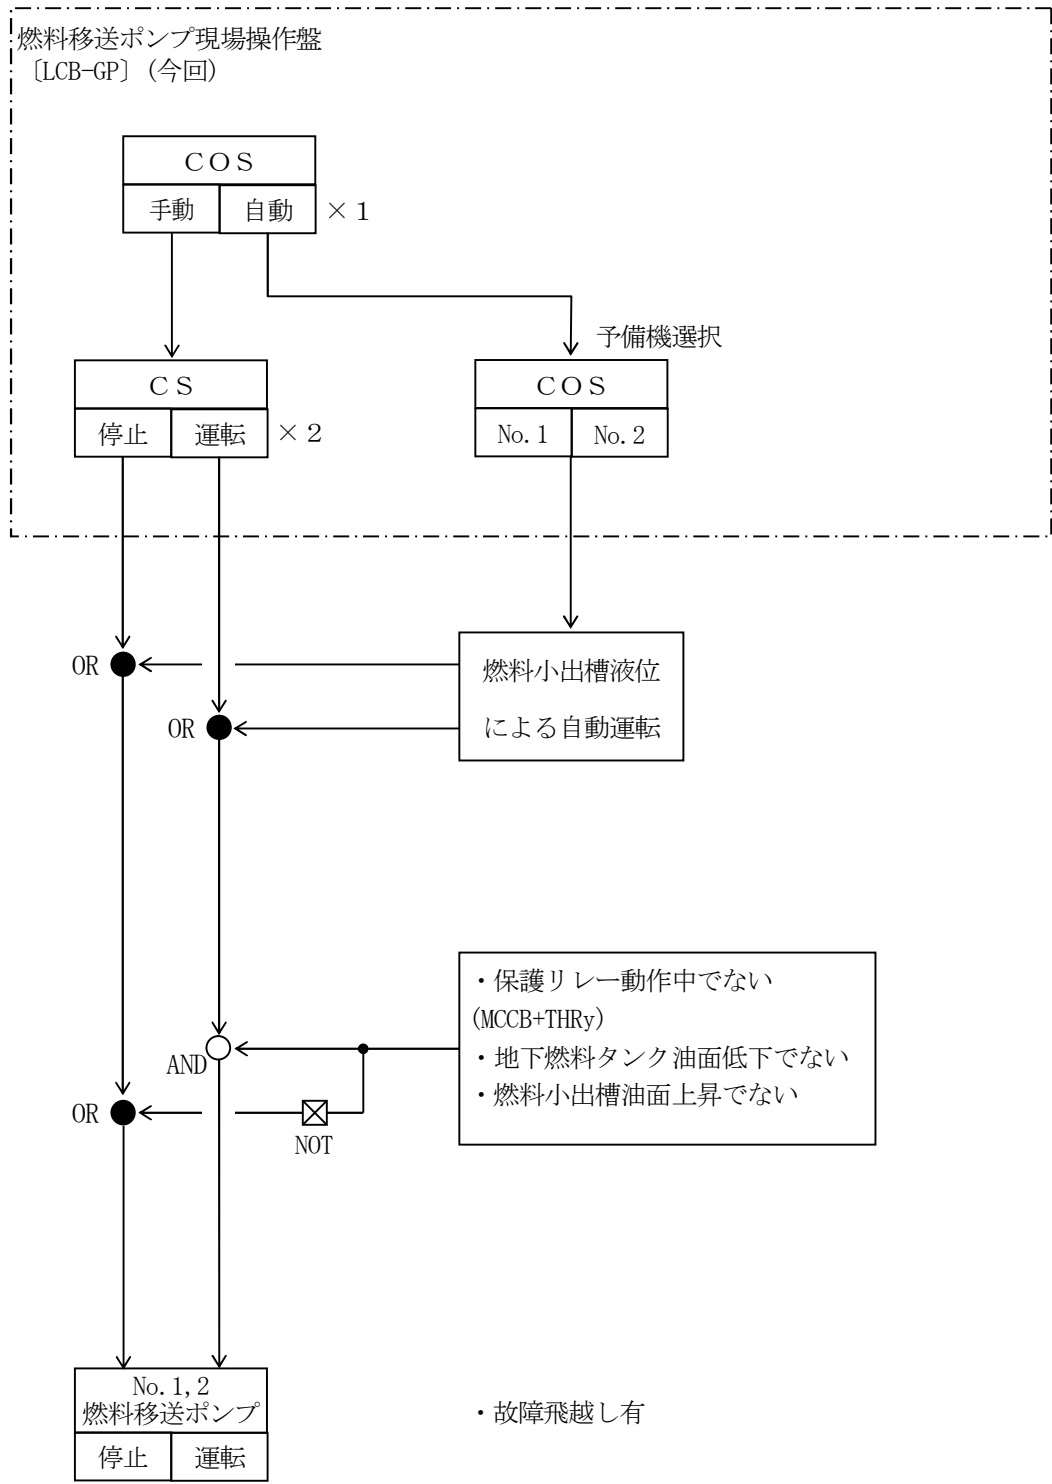 燃料移送ポンプ現場操作盤
〔LCB-GP〕(今回)
ＣＯＳ
手動 自動 ×１
予備機選択
ＣＳ
停止 運転 ×２
ＣＯＳ
No.1 No.2
OR
OR
燃料小出槽液位
による自動運転
・保護リレー動作中でない
(MCCB+THRy)
・地下燃料タンク油面低下でない
・燃料小出槽油面上昇でない
AND
OR
NOT
No.1,2
燃料移送ポンプ
停止 運転
・故障飛越し有